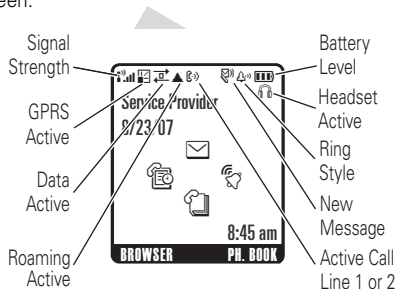 een.
Signal
Strength
GPRS
Active
Data
Active
Roaming
Active
Service Provider
8/23/07
8:45 am
BROWSER PH. BOOK
Battery
Level
Headset
Active
Ring
Style
New
Message
Active Call
Line 1 or 2